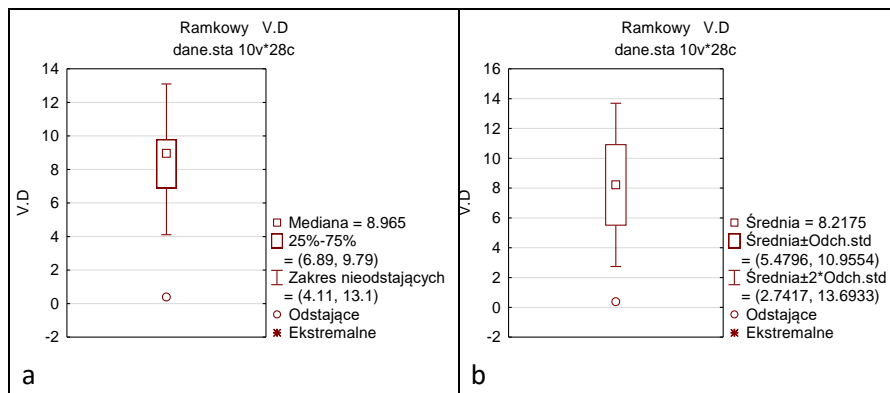 Ramkowy V.D
dane.sta 10v*28c
14
12
10
8
6
4
2
0
-2
V.D
Mediana = 8.965
25%-75%
= (6.89, 9.79)
Zakres nieodstających
= (4.11, 13.1)
Odstające
Ekstremalne
a
Ramkowy V.D
dane.sta 10v*28c
16
14
12
10
8
6
4
2
0
-2
V.D
Średnia = 8.2175
Średnia±Odch.std
= (5.4796, 10.9554)
Średnia±2*Odch.std
= (2.7417, 13.6933)
Odstające
Ekstremalne
b